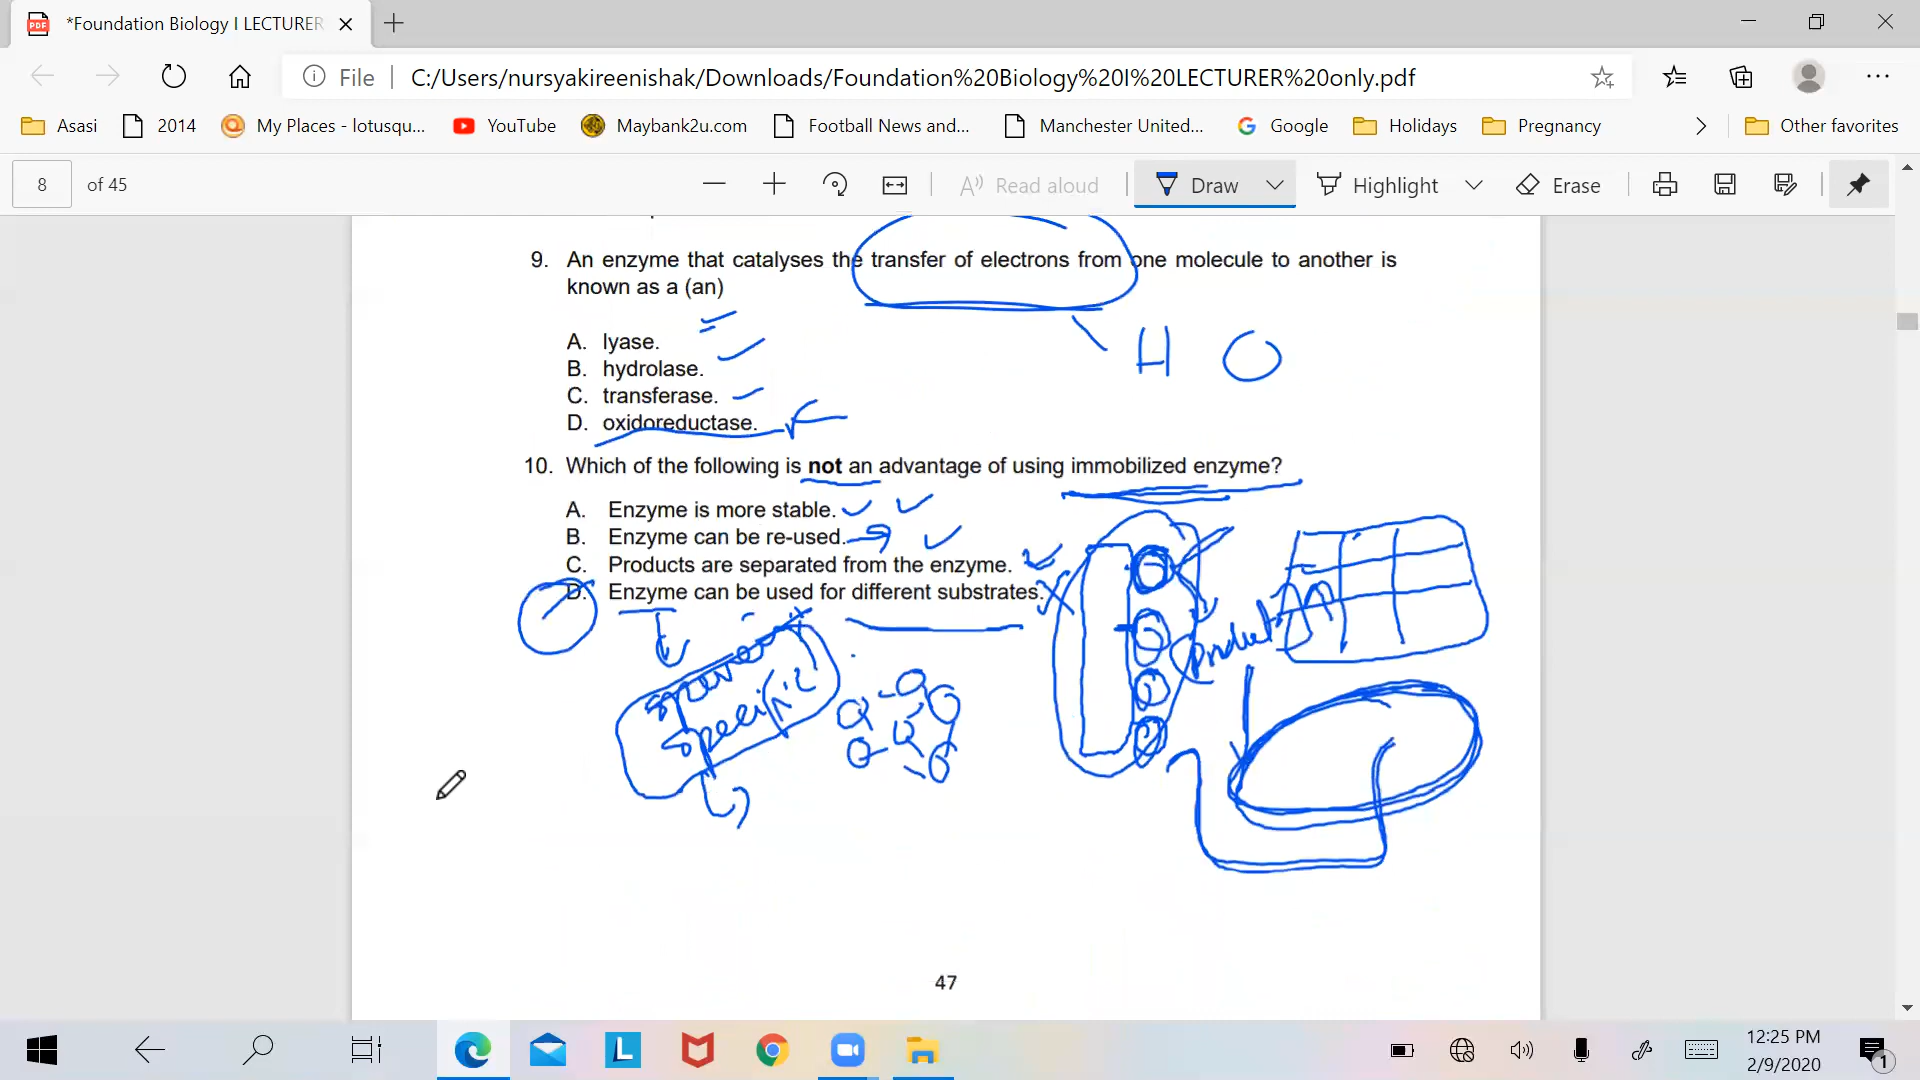 *Foundation Biology I LECTURER
File
C:/Users/nursyakireenishak/Downloads/Foundation%20Biology%20I%20LECTURER%20only.pdf
Asasi
2014
My Places - lotusqu...
YouTube
Maybank2u.com
Football News and...
Manchester United...
Google
Holidays
Pregnancy
Other favorites
8
of 45
Read aloud
Draw
Highlight
Erase
9. An enzyme that catalyses the transfer of electrons from one molecule to another is
known as a (an)
A. lyase.
B. hydrolase.
C. transferase.
D. oxidoreductase.
H O
10. Which of the following is not an advantage of using immobilized enzyme?
A. Enzyme is more stable.
B. Enzyme can be re-used.
C. Products are separated from the enzyme.
D. Enzyme can be used for different substrates.
product
specific
47
12:25 PM
2/9/2020
1